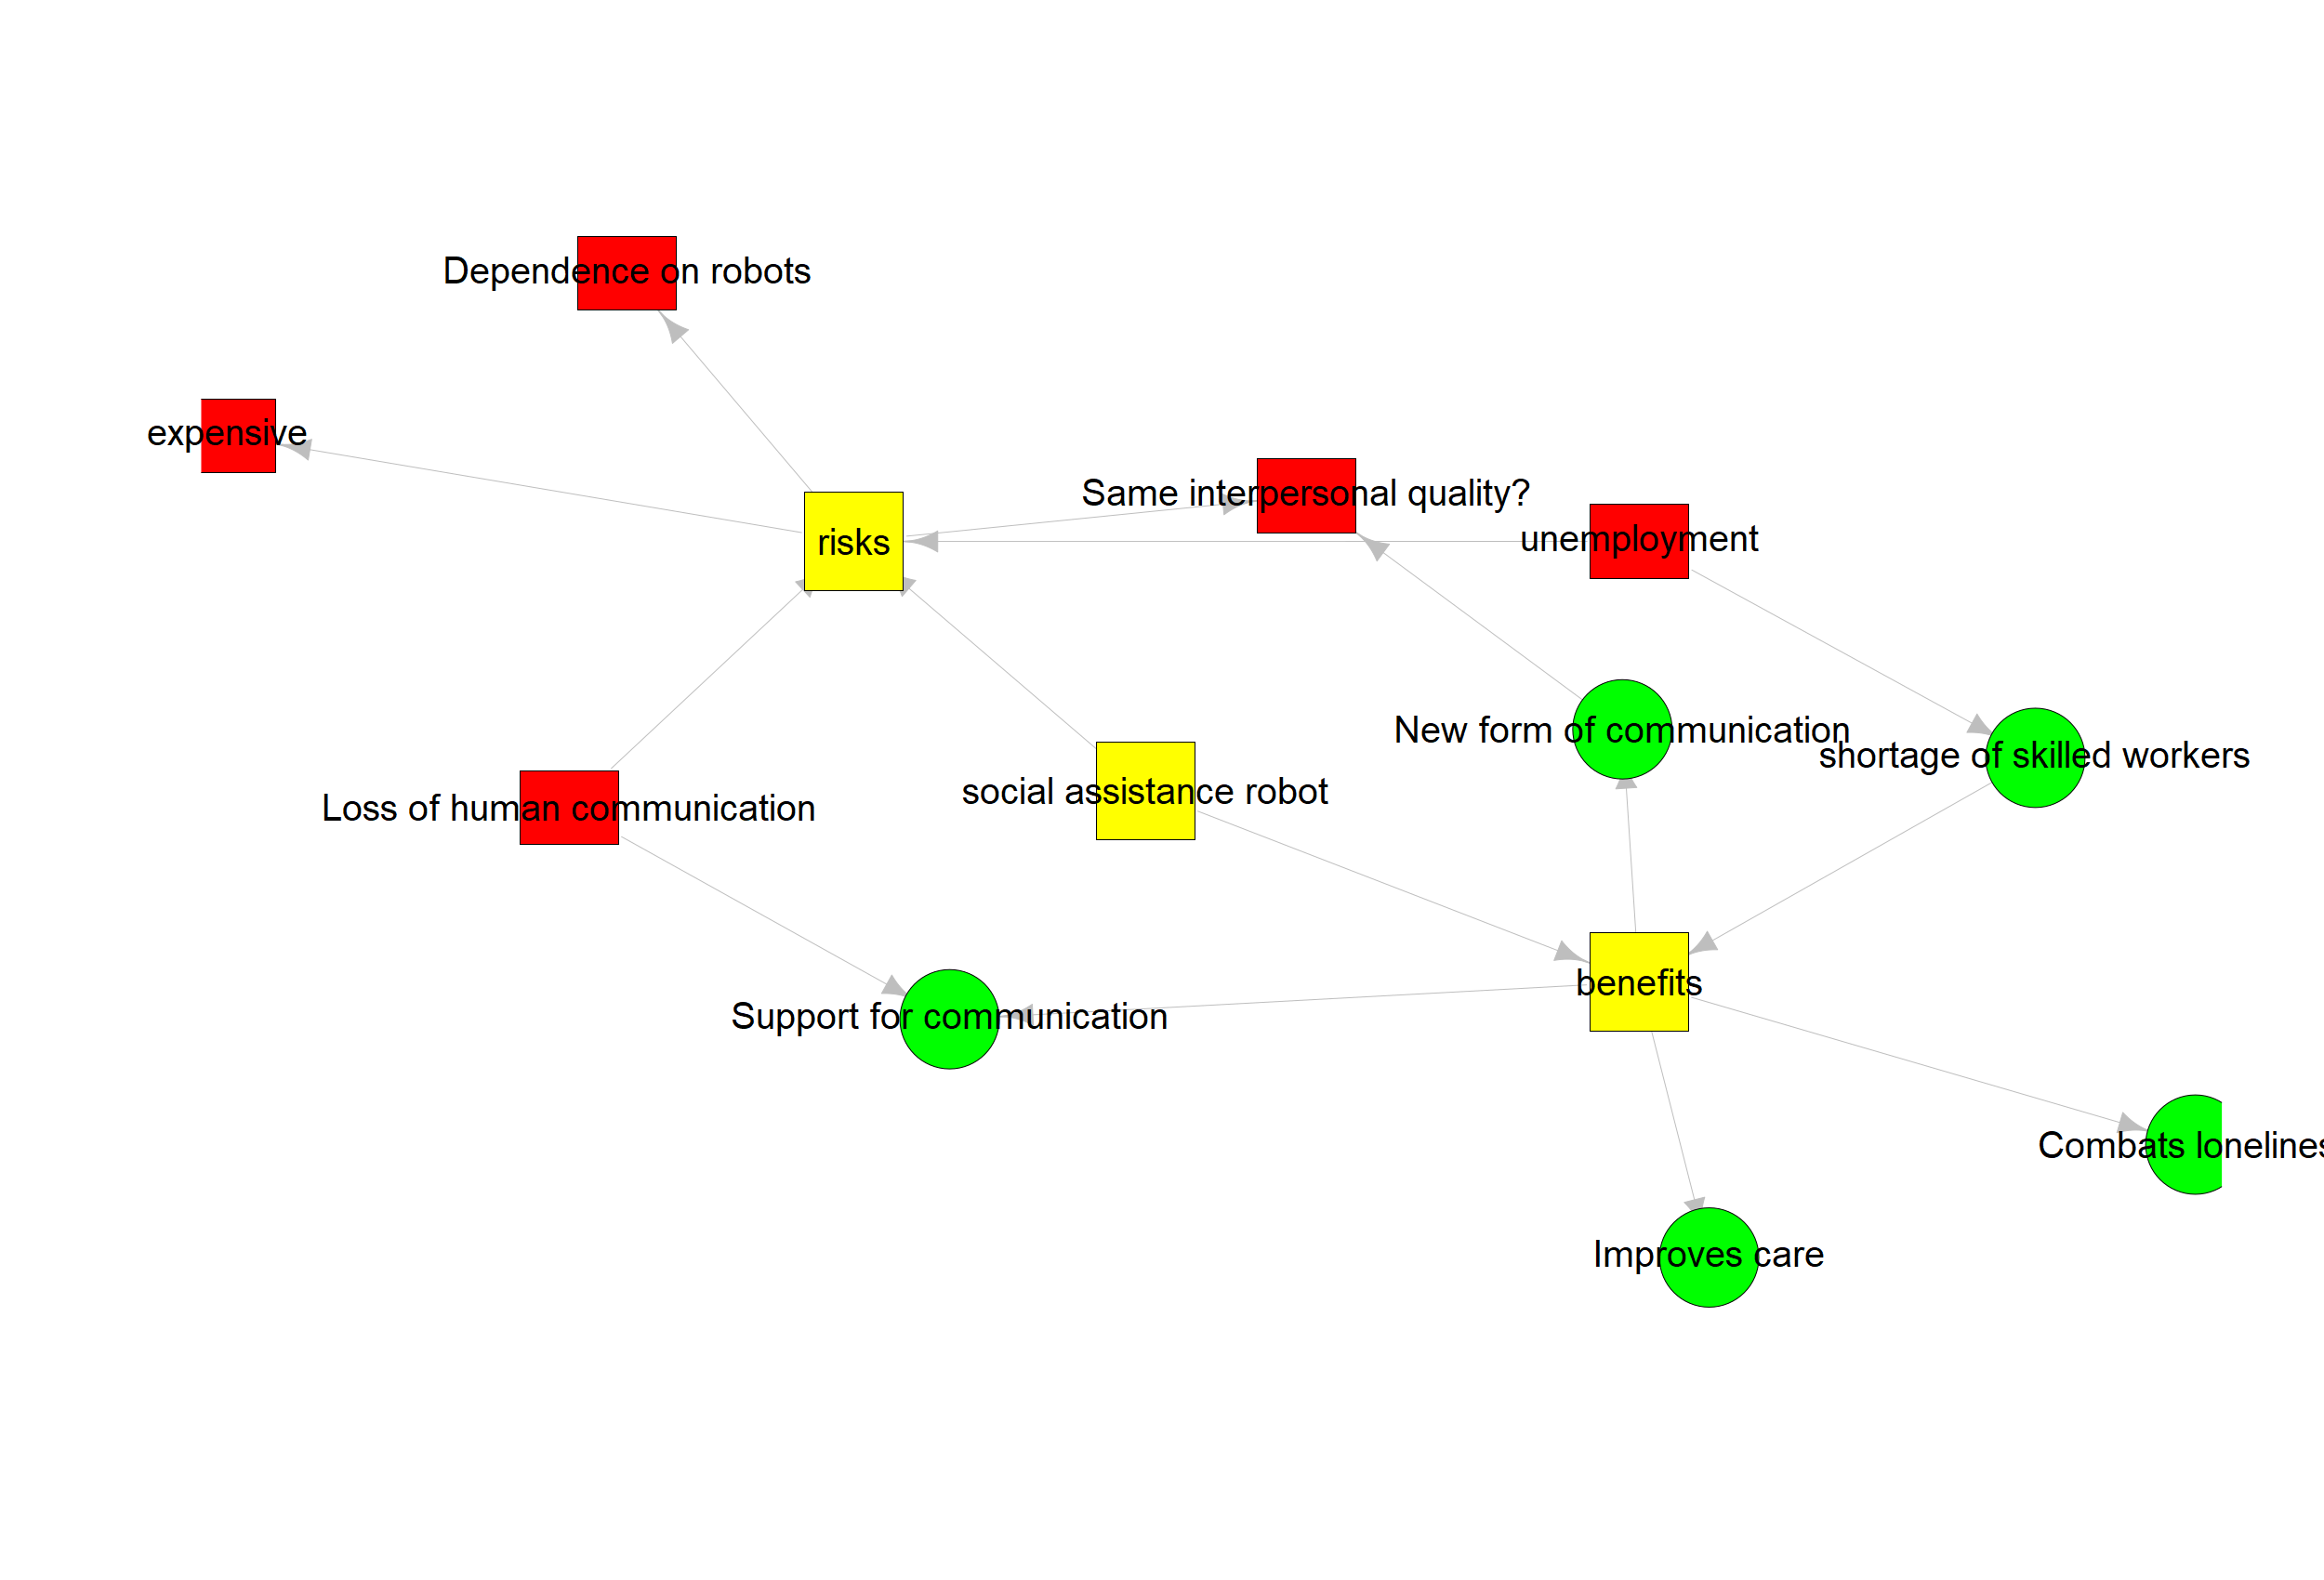 Dependence on robots
expensive
Same interpersonal quality?
risks
unemployment
New form of communication
shortage of skilled workers
social assistance robot
Loss of human communication
benefits
Support for communication
Combats lonelines
Improves care